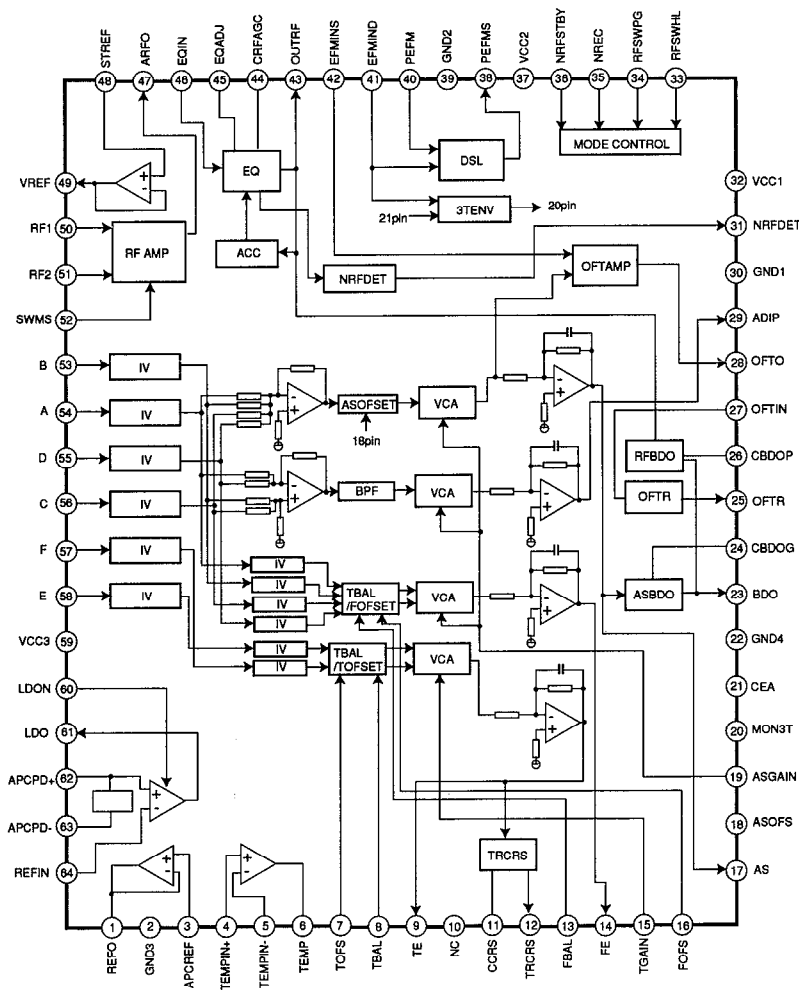 STREF
ARFO
EQIN
EQADJ
CRFAGC
OUTRF
EFMINS
EFMIND
PEFM
GND2
PEFMS
VCC2
NRFSTBY
NREC
RFSWPG
RFSWHL
48
47
46
45
44
43
42
41
40
39
38
37
36
35
34
33
MODE CONTROL
DSL
EQ
3TENV
20pin
21pin
ACC
NRFDET
OFTAMP
RF AMP
VREF 49
RF1 50
RF2 51
SWMS 52
B 53
A 54
D 55
C 56
F 57
E 58
VCC3 59
LDON 60
LDO 61
APCPD+ 62
APCPD- 63
REFIN 64
+
-
IV
IV
IV
IV
IV
IV
-
+
ASOFSET
18pin
VCA
-
+
-
+
BPF
VCA
-
+
IV
IV
IV
IV
TBAL
/FOFSET
VCA
-
+
IV
IV
TBAL
/TOFSET
VCA
-
+
RFBDO
OFTR
ASBDO
TRCRS
+
-
+
-
+
-
32 VCC1
31 NRFDET
30 GND1
29 ADIP
28 OFTO
27 OFTIN
26 CBDOP
25 OFTR
24 CBDOG
23 BDO
22 GND4
21 CEA
20 MON3T
19 ASGAIN
18 ASOFS
17 AS
1
2
3
4
5
6
7
8
9
10
11
12
13
14
15
16
REFO
GND3
APCREF
TEMPIN+
TEMPIN-
TEMP
TOFS
TBAL
TE
NC
CCRS
TRCRS
FBAL
FE
TGAIN
FOFS